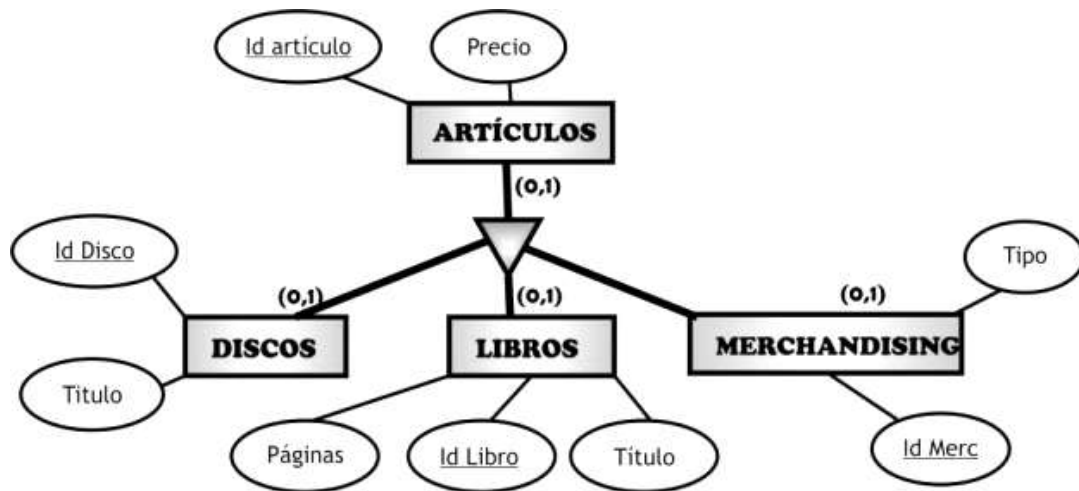 Id artículo
Precio
ARTÍCULOS
(0,1)
Id Disco
Tipo
(0,1)
(0,1)
(0,1)
DISCOS
LIBROS
MERCHANDISING
Titulo
Páginas
Id Libro
Título
Id Merc